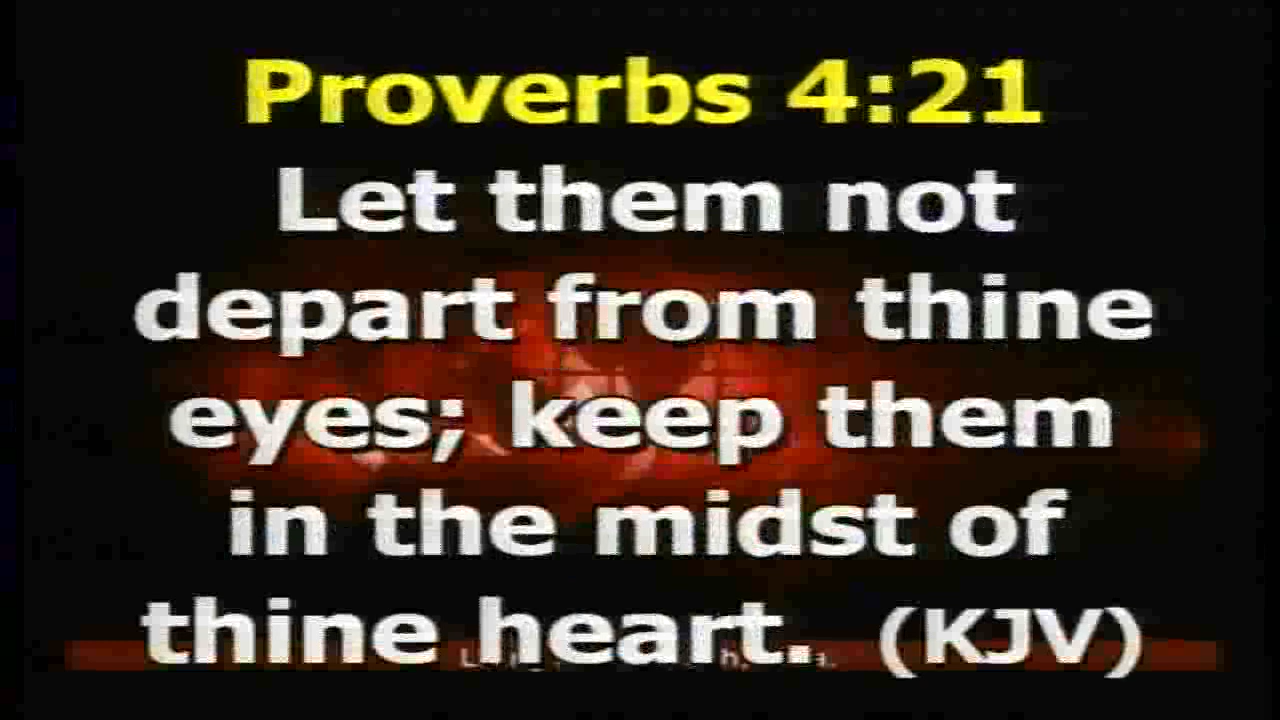 Proverbs 4:21
Let them not
depart from thine
eyes; keep them
in the midst of
thine heart. (KJV)